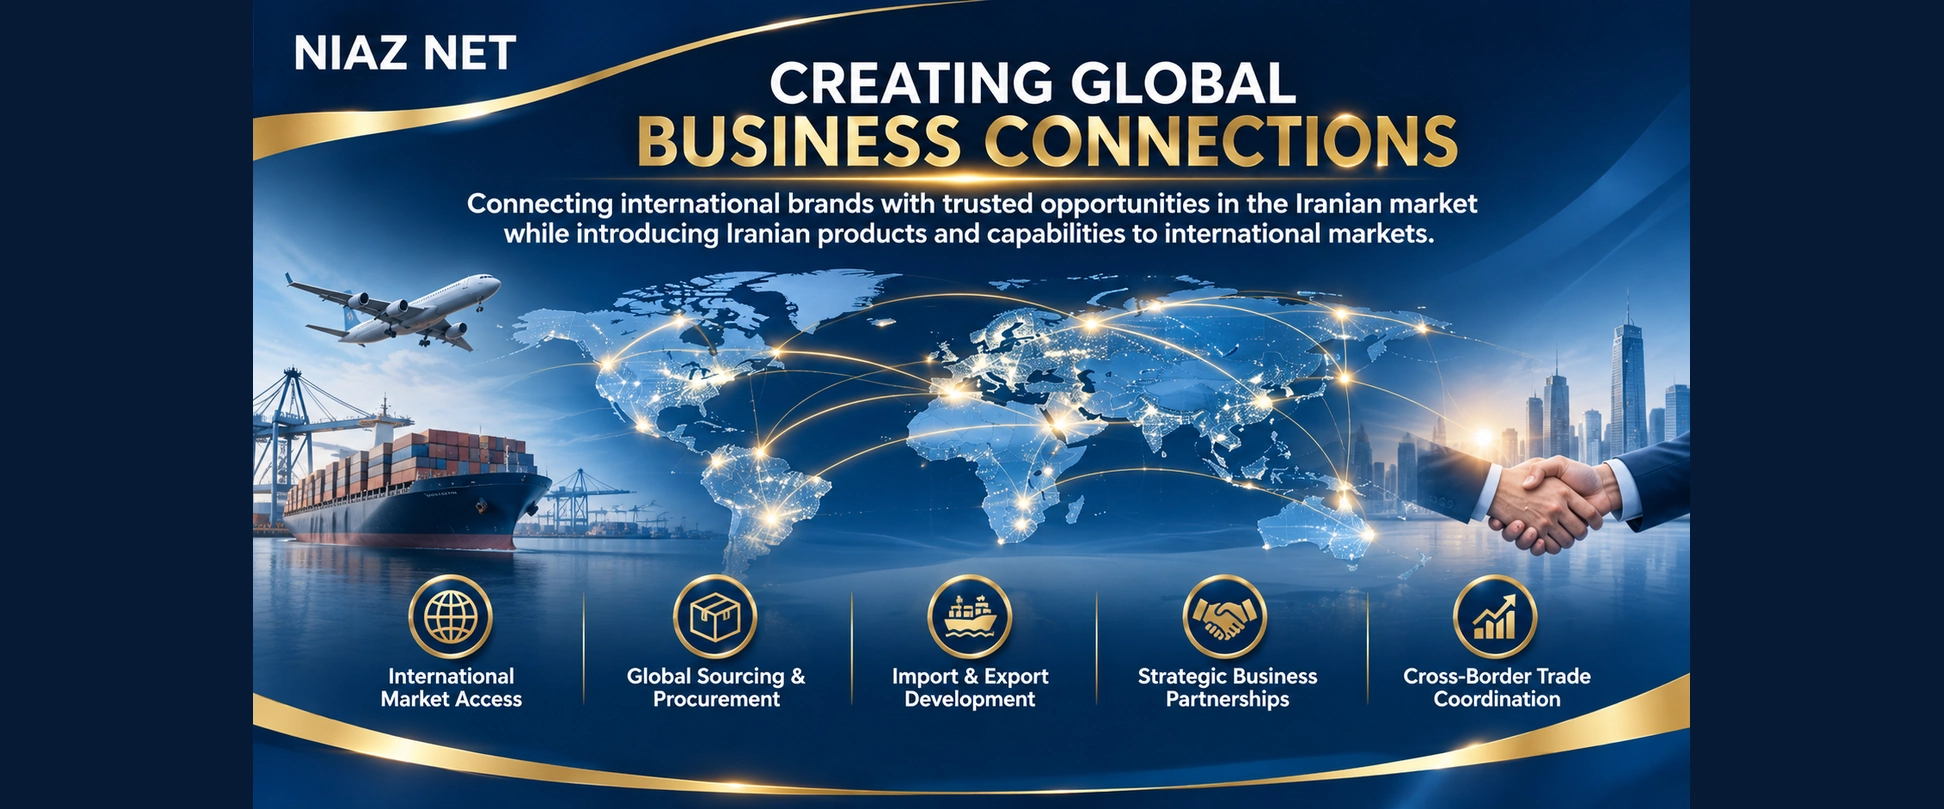 NIAZ NET
CREATING GLOBAL
BUSINESS CONNECTIONS
Connecting international brands with trusted opportunities in the Iranian market
while introducing Iranian products and capabilities to international markets.
International
Market Access
Global Sourcing &
Procurement
Import & Export
Development
Strategic Business
Partnerships
Cross-Border Trade
Coordination